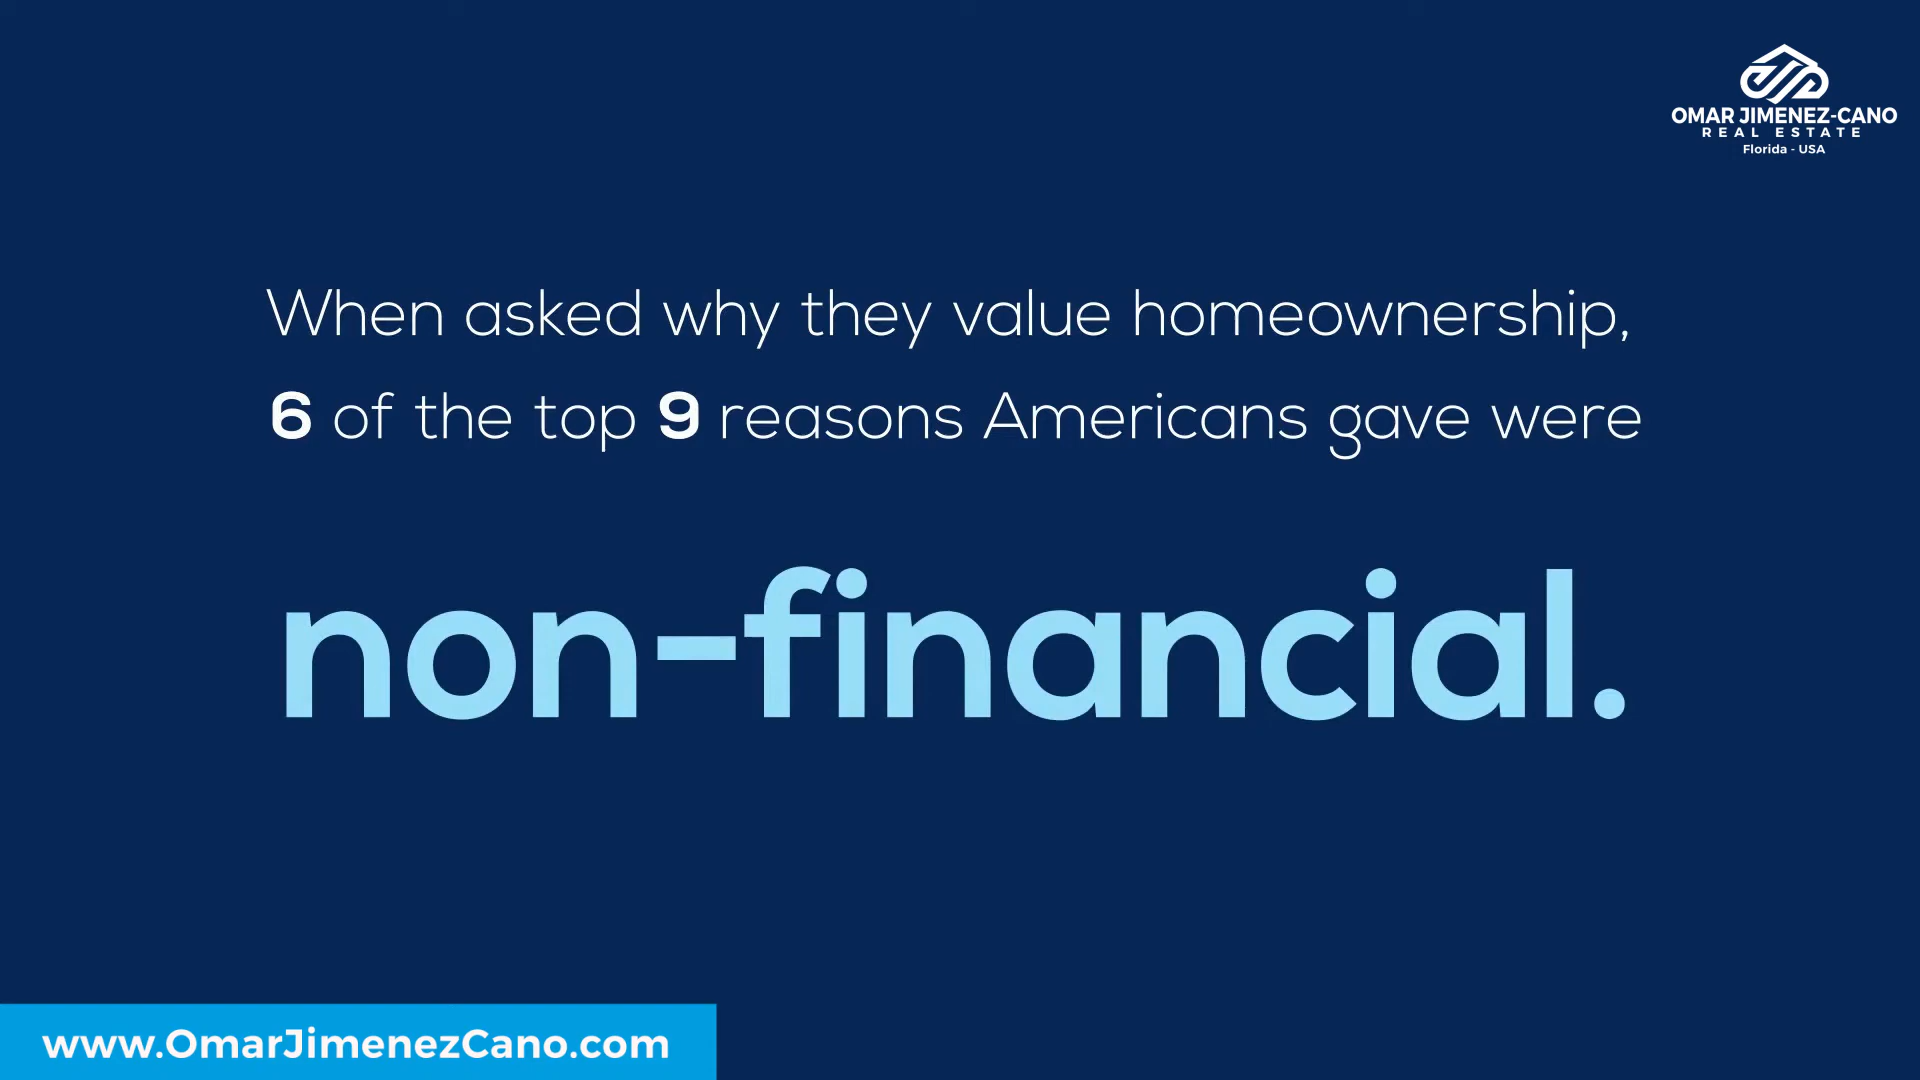 OMAR JIMENEZ-CANO
REAL ESTATE
Florida - USA
When asked why they value homeownership,
6 of the top 9 reasons Americans gave were
non-financial.
www.OmarJimenezCano.com